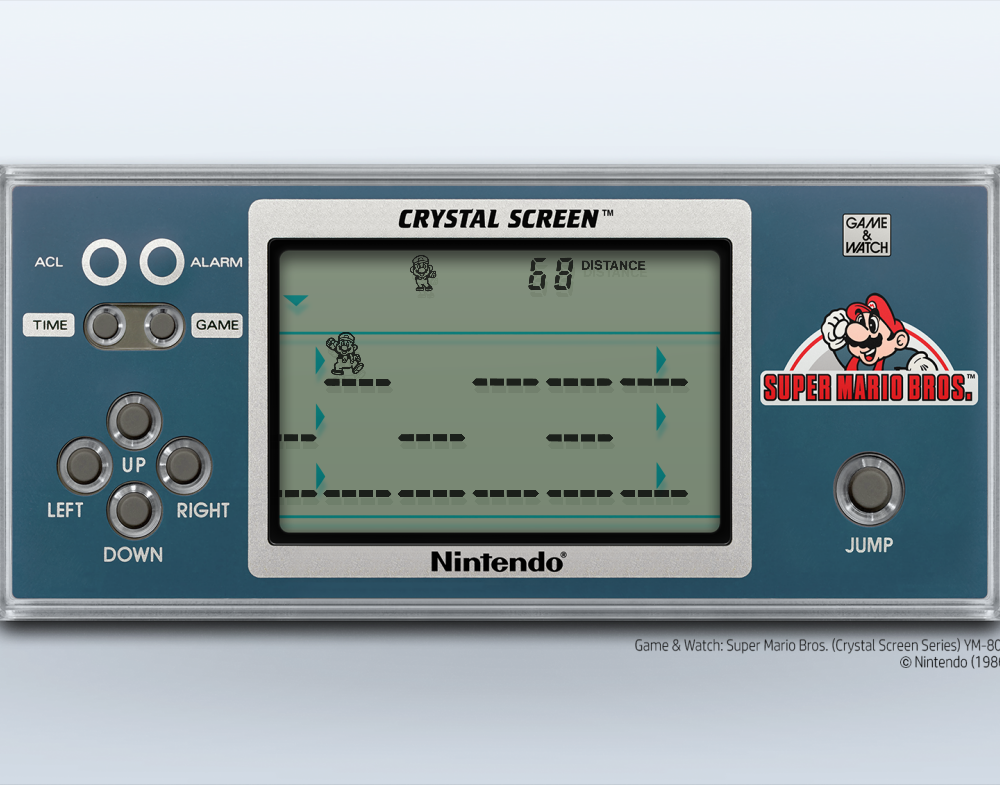 CRYSTAL SCREEN™
GAME
&
WATCH
ACL
ALARM
TIME
GAME
68 DISTANCE
SUPER MARIO BROS.™
UP
LEFT
RIGHT
DOWN
JUMP
Nintendo®
Game & Watch: Super Mario Bros. (Crystal Screen Series) YM-80
© Nintendo (198